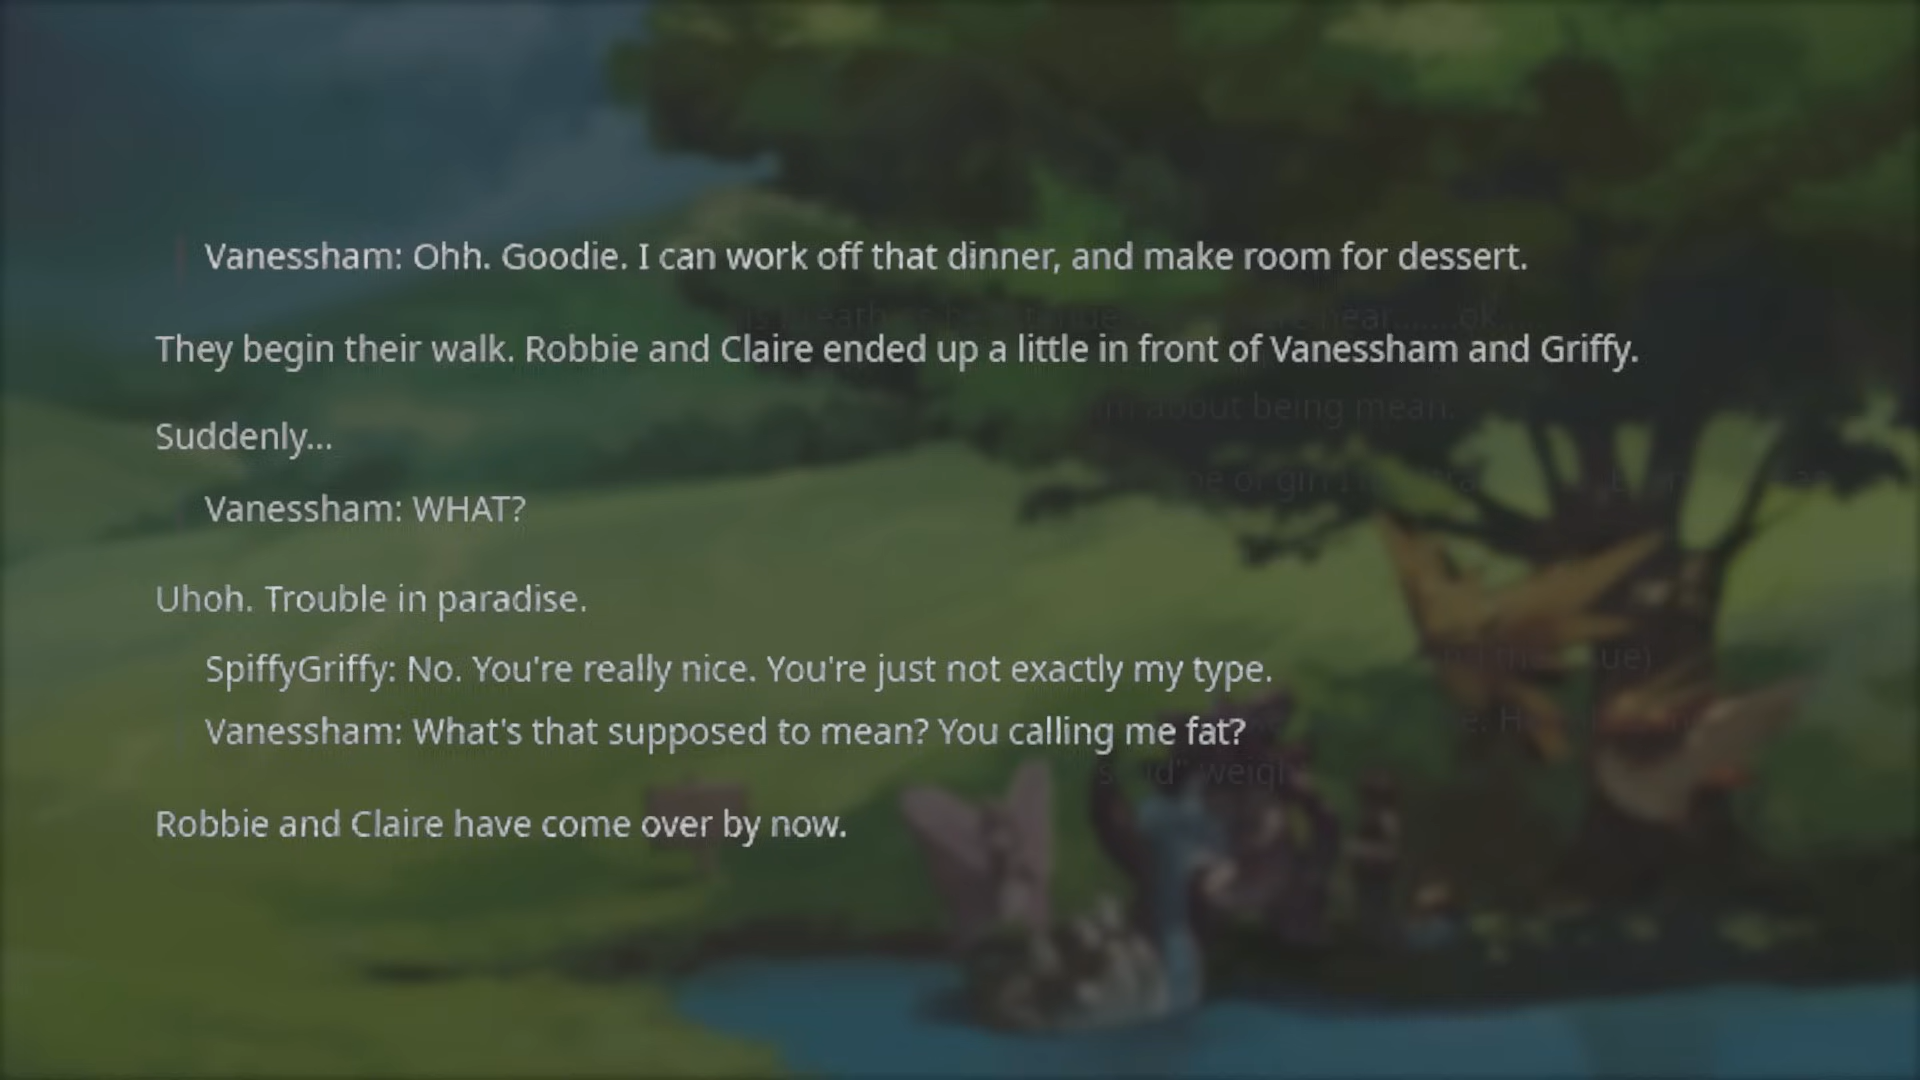 Vanessham: Ohh. Goodie. I can work off that dinner, and make room for dessert.
They begin their walk. Robbie and Claire ended up a little in front of Vanessham and Griffy.
about being mean.
Suddenly...
Vanessham: WHAT?
Uhoh. Trouble in paradise.
SpiffyGriffy: No. You're really nice. You're just not exactly my type.
Vanessham: What's that supposed to mean? You calling me fat?
Robbie and Claire have come over by now.